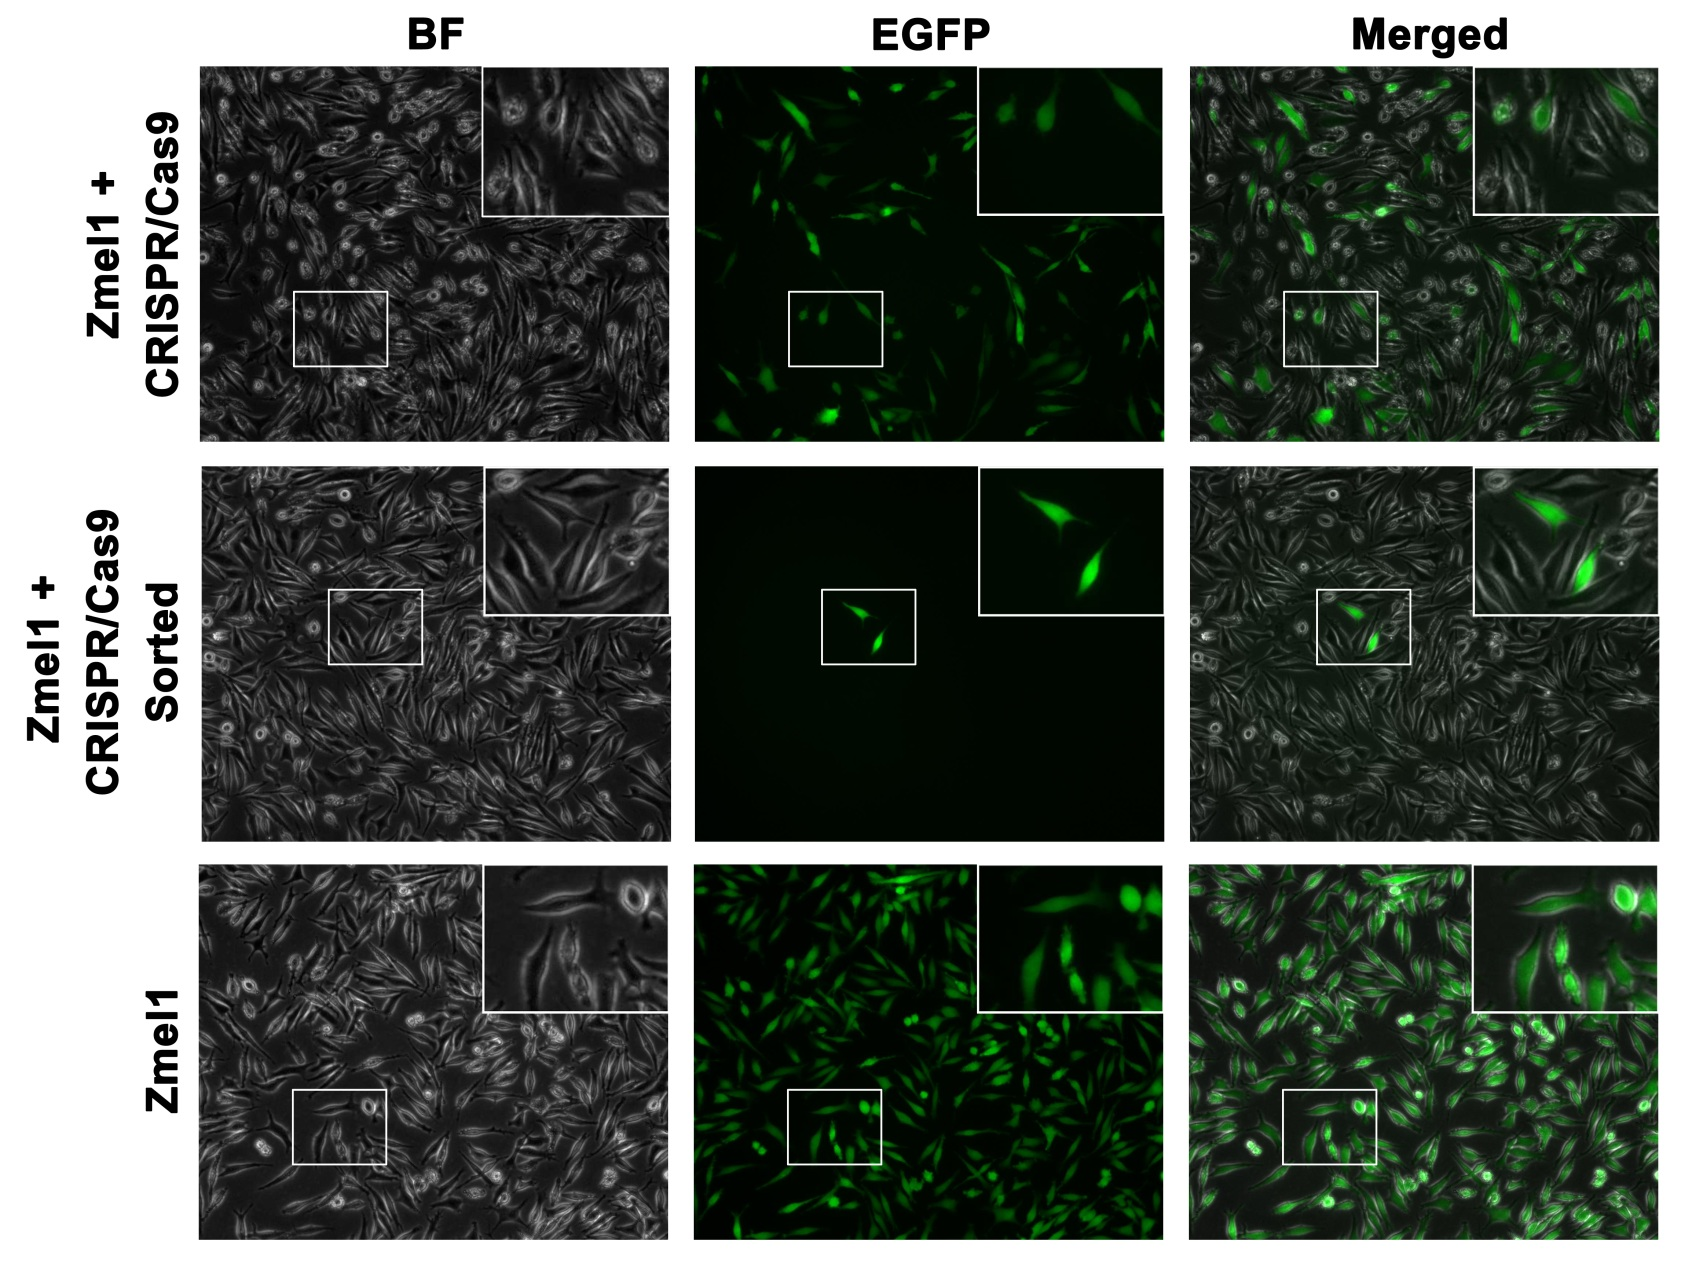 BF
EGFP
Merged
Zmel1 +
CRISPR/Cas9
Zmel1 +
CRISPR/Cas9
Sorted
Zmel1